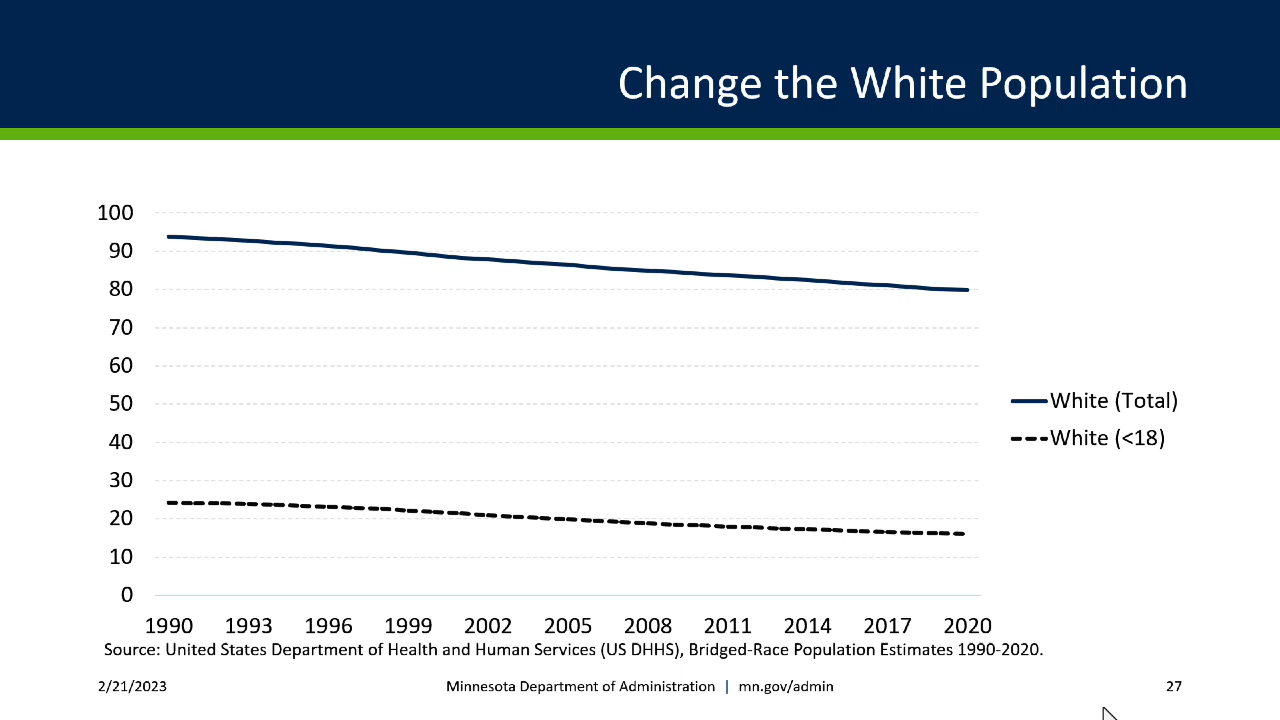 Change the White Population
100
90
80
70
60
50
40
30
20
10
0
White (Total)
White (<18)
1990 1993 1996 1999 2002 2005 2008 2011 2014 2017 2020
Source: United States Department of Health and Human Services (US DHHS), Bridged-Race Population Estimates 1990-2020.
2/21/2023 Minnesota Department of Administration | mn.gov/admin 27